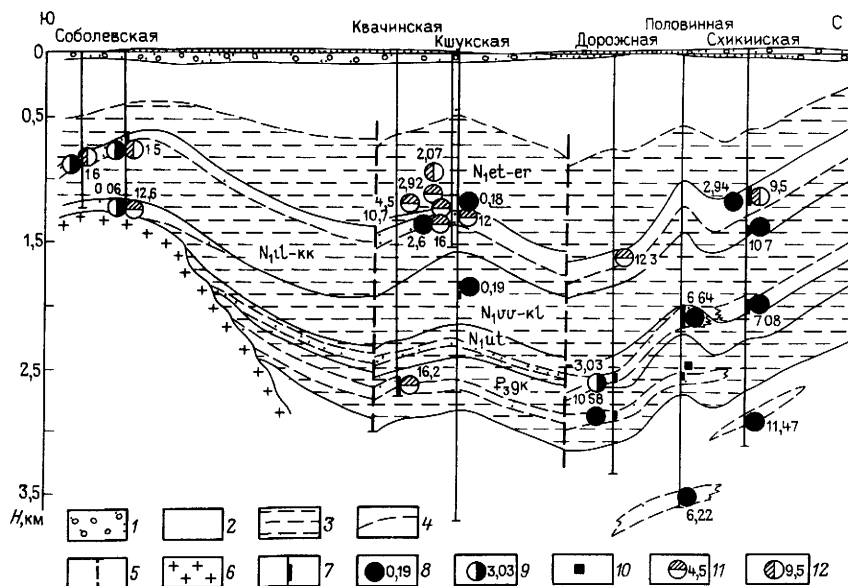 Ю
С
Соболевская
Квачинская
Кшукская
Дорожная
Половинная
Схикийская
0
0,5
1,5
2,5
3,5
H, км
16
15
0.06
12,6
2,07
2,92
4,5
10,7
2,6
16
0,18
12
0,19
16,2
N₁et-er
N₁il-кк
N₁vv-кl
N₁ut
P₃gк
12 3
3,03
10 58
2,94
9,5
10 7
6 64
7 08
11,47
6,22
1 2 3 4
5 6 7 0,19 8 3,03 9 10 4,5 11 9,5 12